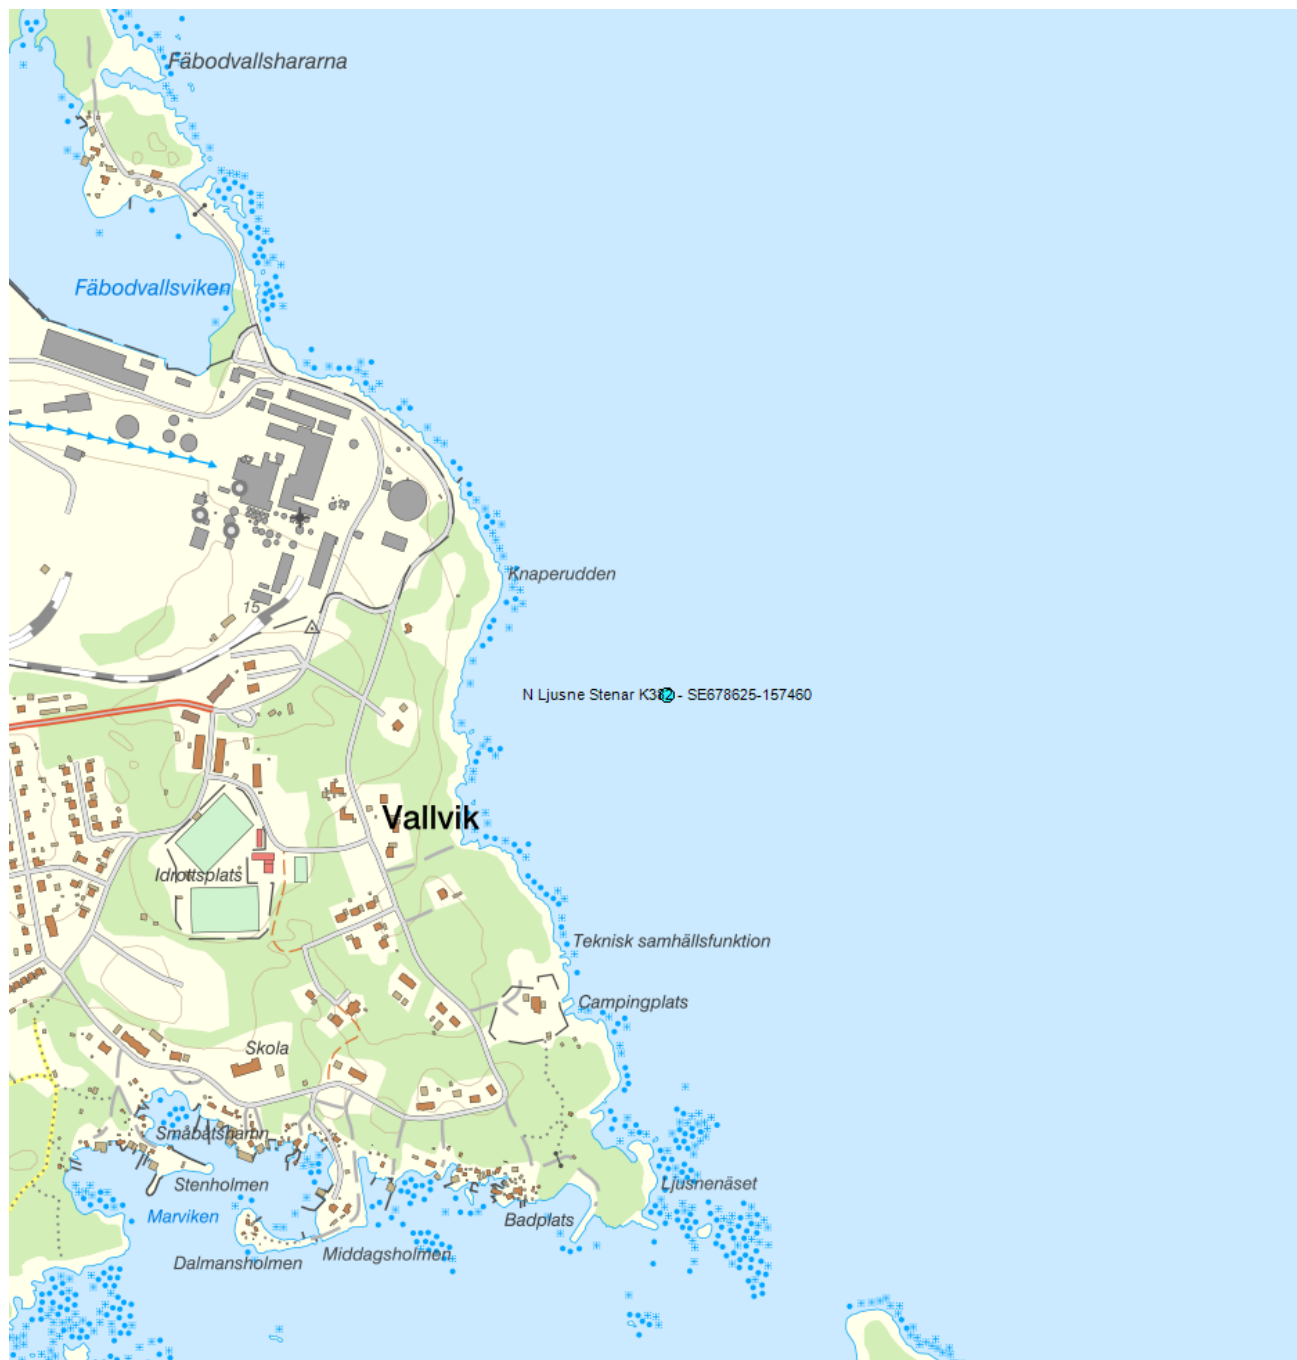 Fäbodvallshararna
Fäbodvallsviken
Knaperudden
15
N Ljusne Stenar K382 - SE678625-157460
Vallvik
Idrottsplats
Teknisk samhällsfunktion
Campingplats
Skola
Småbåtshamn
Stenholmen
Ljusnenäset
Marviken
Badplats
Middagsholmen
Dalmansholmen